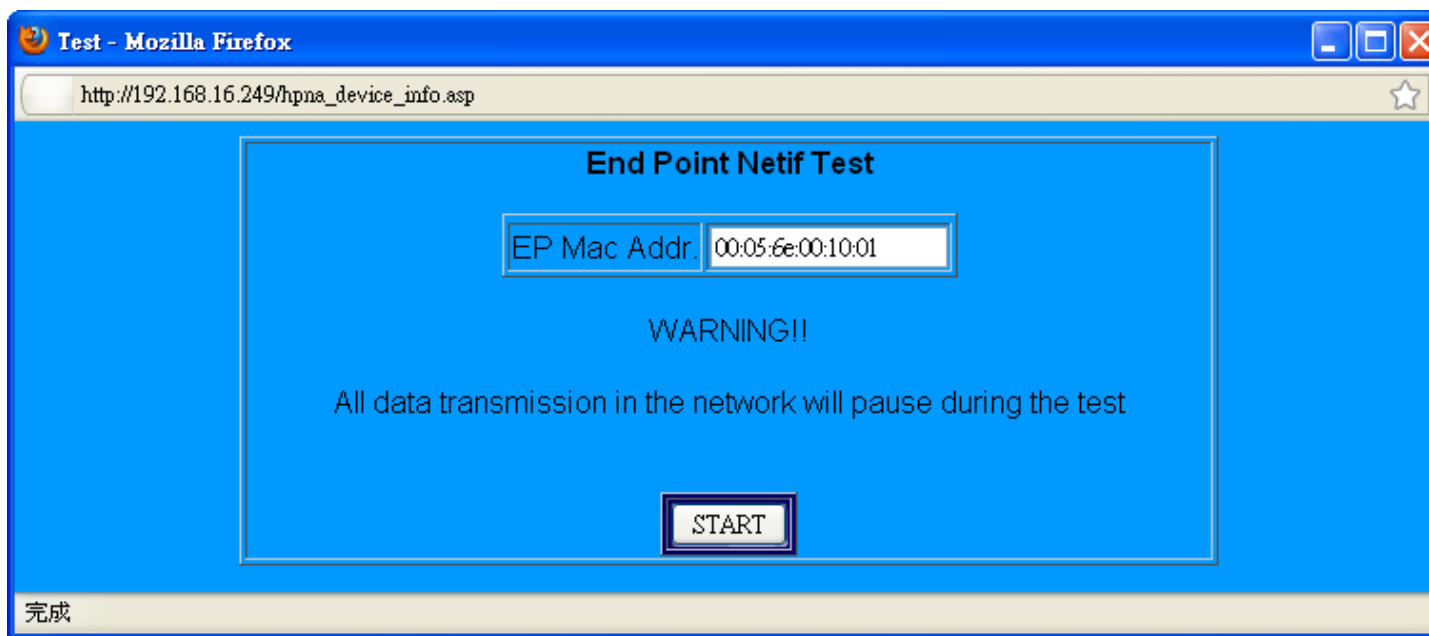 Test - Mozilla Firefox
http://192.168.16.249/hpna_device_info.asp
End Point Netif Test
EP Mac Addr. 00:05:6e:00:10:01
WARNING!!
All data transmission in the network will pause during the test
START
完成